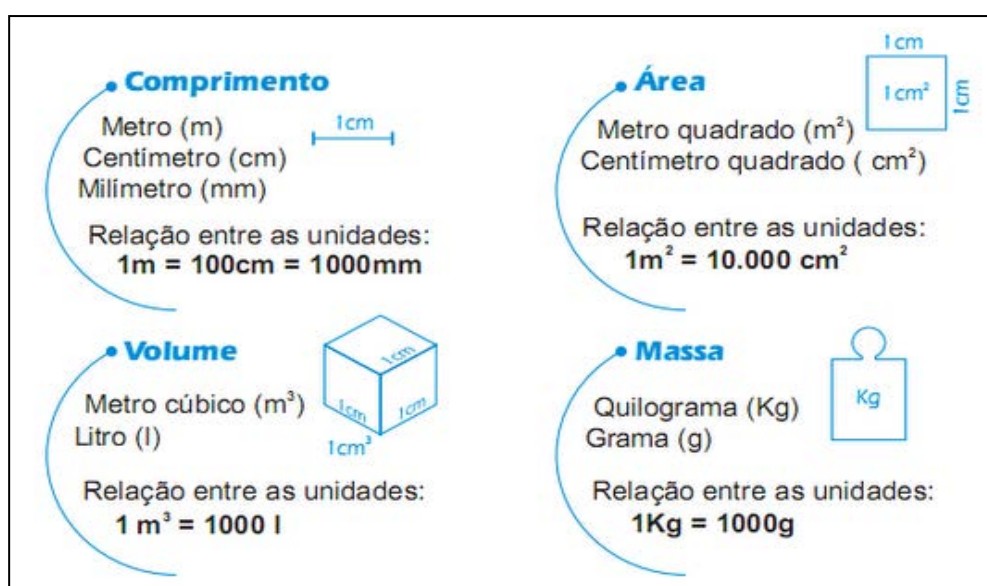 Comprimento
Metro (m)
Centímetro (cm)
Milímetro (mm)
1cm
Relação entre as unidades:
1m = 100cm = 1000mm
Área
Metro quadrado (m²)
Centímetro quadrado ( cm²)
1cm
1cm²
1cm
Relação entre as unidades:
1m² = 10.000 cm²
Volume
Metro cúbico (m³)
Litro (l)
1cm
1cm
1cm
1cm³
Relação entre as unidades:
1 m³ = 1000 l
Massa
Quilograma (Kg)
Grama (g)
Kg
Relação entre as unidades:
1Kg = 1000g